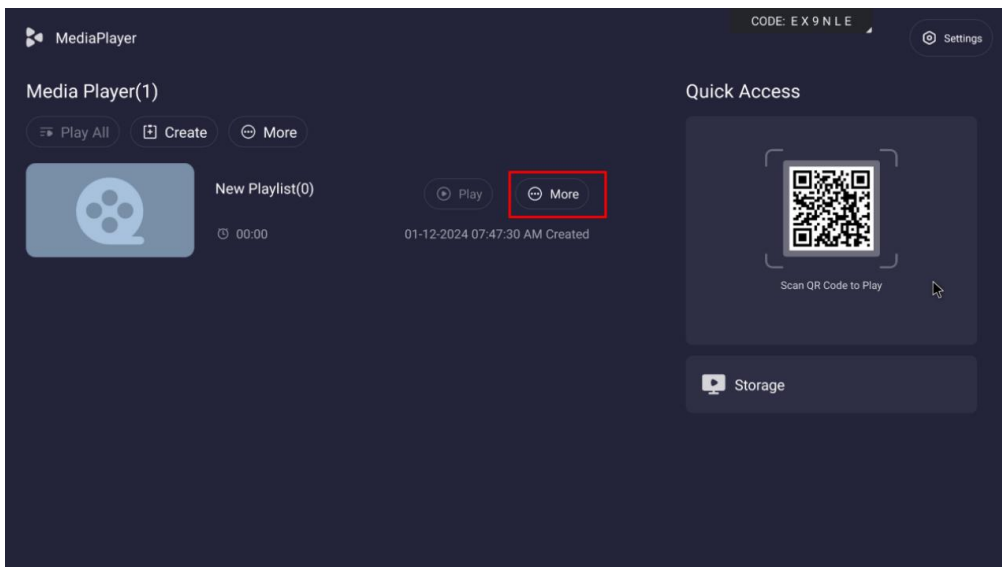 CODE: E X 9 N L E
MediaPlayer
Settings
Media Player(1)
Play All
Create
More
New Playlist(0)
Play
More
00:00
01-12-2024 07:47:30 AM Created
Quick Access
Scan QR Code to Play
Storage